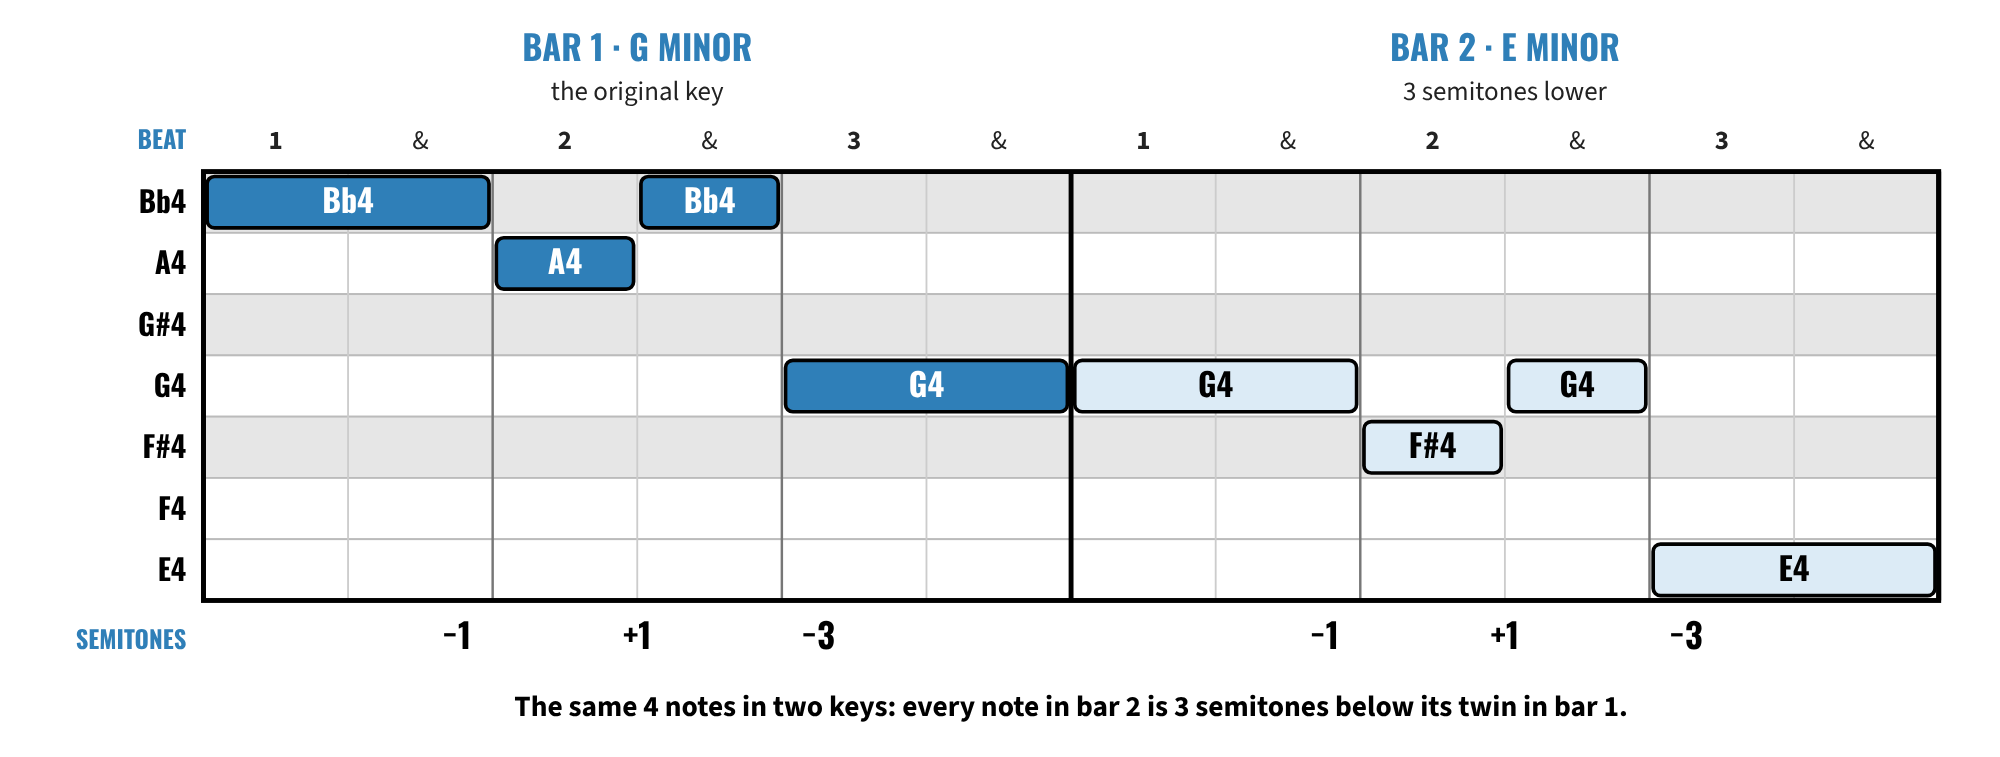 BAR 1 · G MINOR
BAR 2 · E MINOR
the original key
3 semitones lower
BEAT 1 & 2 & 3 & 1 & 2 & 3 &
Bb4 Bb4 Bb4
A4 A4
G#4
G4 G4 G4 G4
F#4 F#4
F4
E4 E4
SEMITONES −1 +1 −3 −1 +1 −3
The same 4 notes in two keys: every note in bar 2 is 3 semitones below its twin in bar 1.